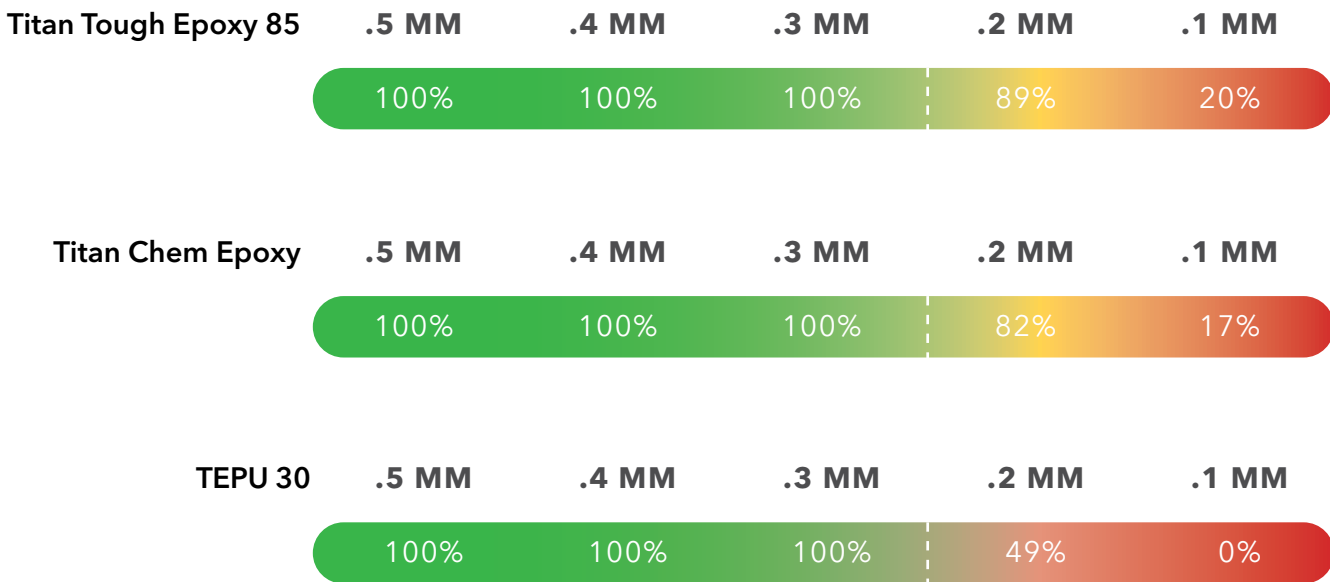 Titan Tough Epoxy 85 .5 MM .4 MM .3 MM .2 MM .1 MM
100% 100% 100% 89% 20%
Titan Chem Epoxy .5 MM .4 MM .3 MM .2 MM .1 MM
100% 100% 100% 82% 17%
TEPU 30 .5 MM .4 MM .3 MM .2 MM .1 MM
100% 100% 100% 49% 0%